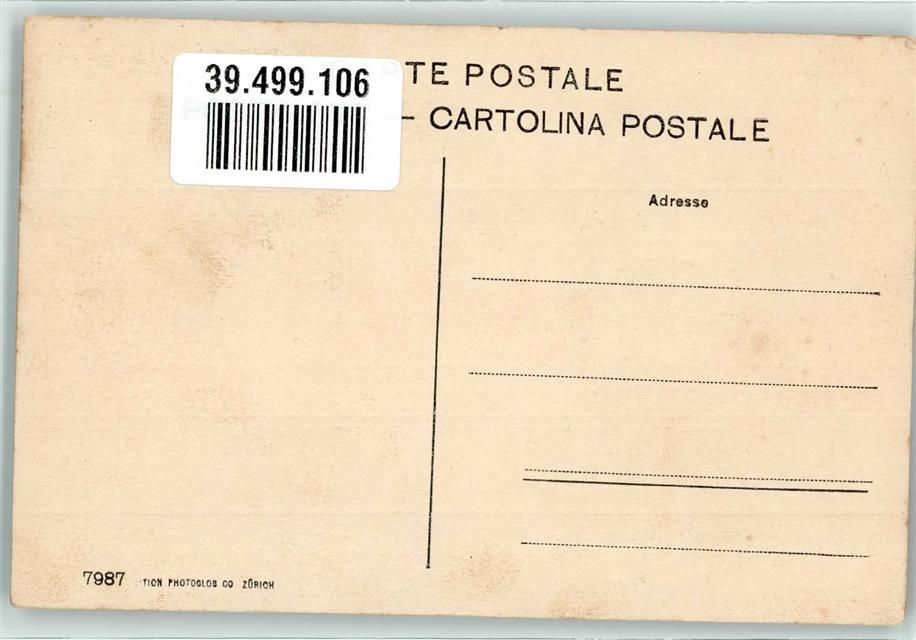 39.499.106
TE POSTALE
— CARTOLINA POSTALE
Adresse
7987 TION PHOTOGLOB CO ZÜRICH